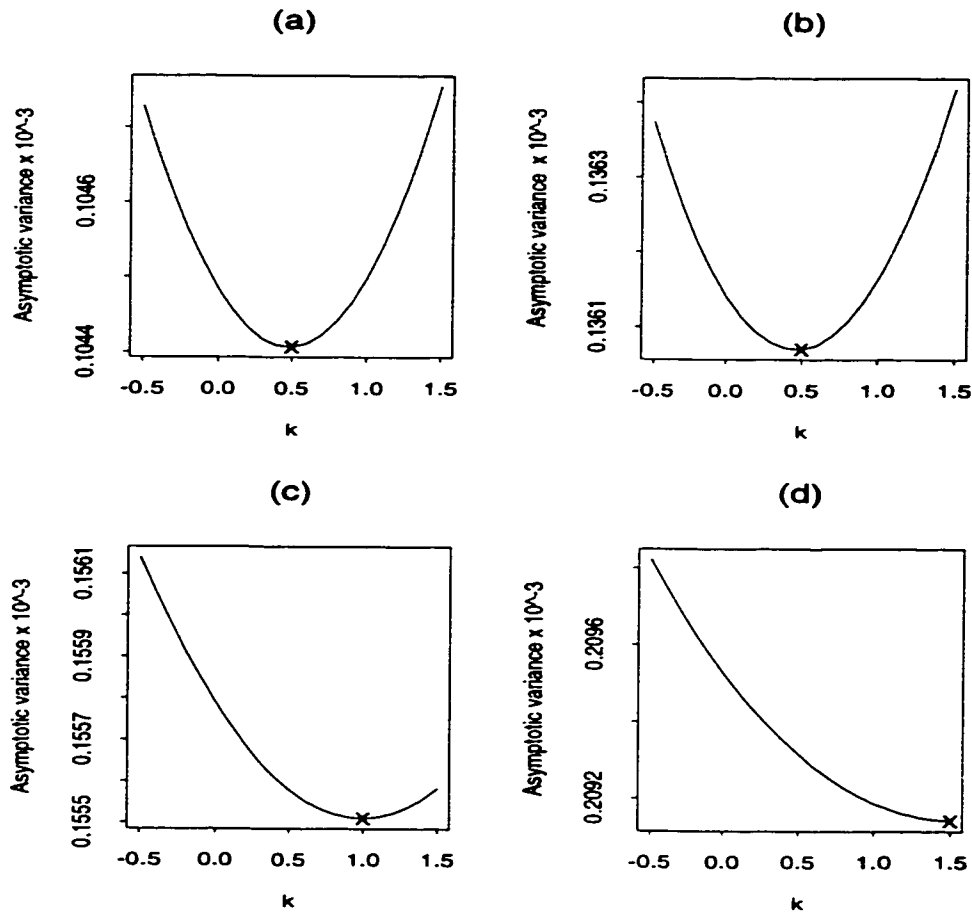 (a)
Asymptotic variance x 10^-3
0.1046
0.1044
-0.5 0.0 0.5 1.0 1.5
k
(b)
Asymptotic variance x 10^-3
0.1363
0.1361
-0.5 0.0 0.5 1.0 1.5
k
(c)
Asymptotic variance x 10^-3
0.1561
0.1559
0.1557
0.1555
-0.5 0.0 0.5 1.0 1.5
k
(d)
Asymptotic variance x 10^-3
0.2096
0.2092
-0.5 0.0 0.5 1.0 1.5
k